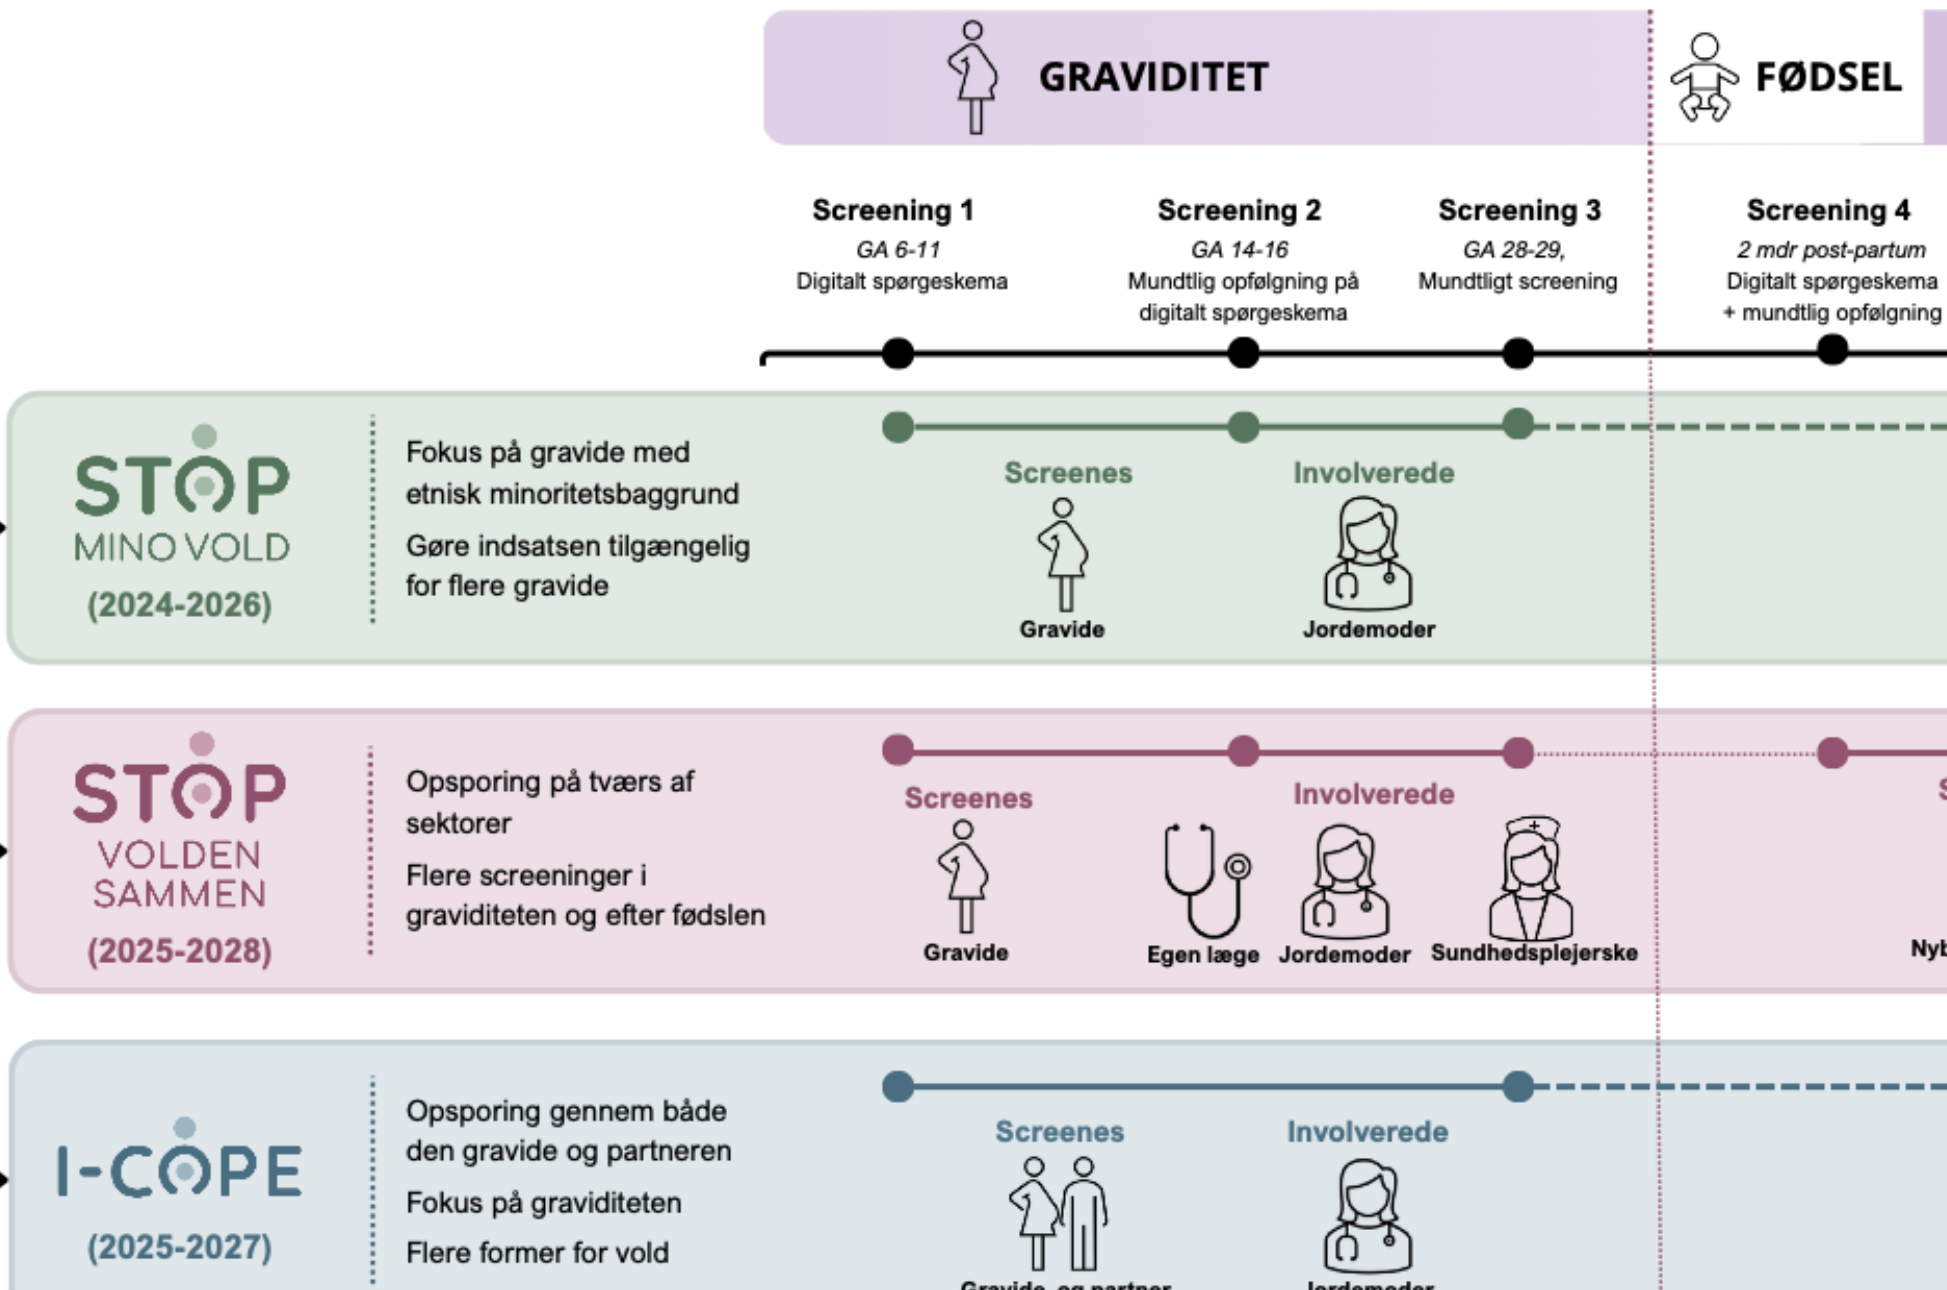 GRAVIDITET
FØDSEL
Screening 1
GA 6-11
Digitalt spørgeskema
Screening 2
GA 14-16
Mundtlig opfølgning på
digitalt spørgeskema
Screening 3
GA 28-29,
Mundtligt screening
Screening 4
2 mdr post-partum
Digitalt spørgeskema
+ mundtlig opfølgning
STOP
MINO VOLD
(2024-2026)
Fokus på gravide med
etnisk minoritetsbaggrund
Gøre indsatsen tilgængelig
for flere gravide
Screenes
Gravide
Involverede
Jordemoder
STOP
VOLDEN
SAMMEN
(2025-2028)
Opsporing på tværs af
sektorer
Flere screeninger i
graviditeten og efter fødslen
Screenes
Gravide
Involverede
Egen læge
Jordemoder
Sundhedsplejerske
I-COPE
(2025-2027)
Opsporing gennem både
den gravide og partneren
Fokus på graviditeten
Flere former for vold
Screenes
Gravide og partner
Involverede
Jordemoder